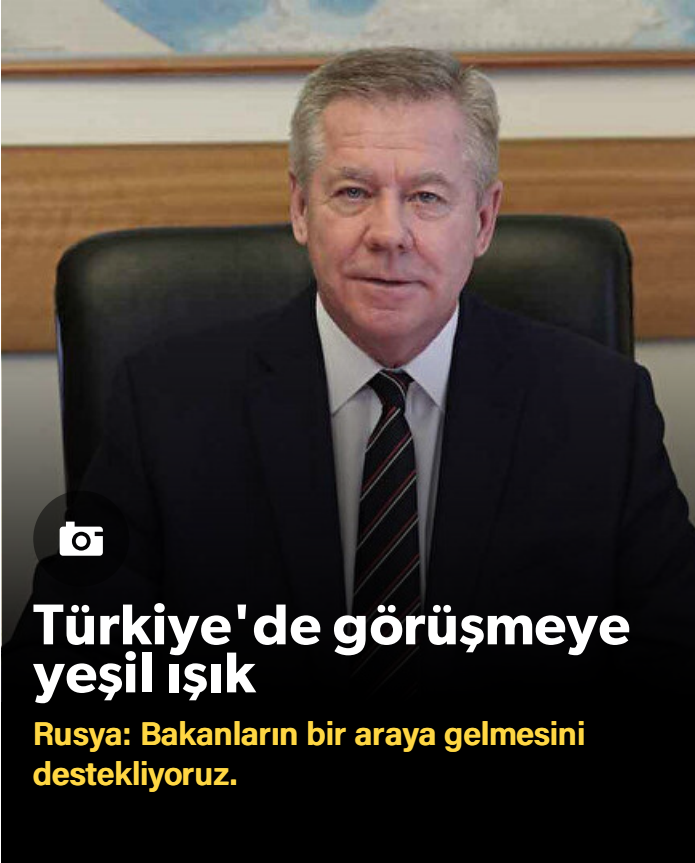 Türkiye'de görüşmeye
yeşil ışık
Rusya: Bakanların bir araya gelmesini
destekliyoruz.